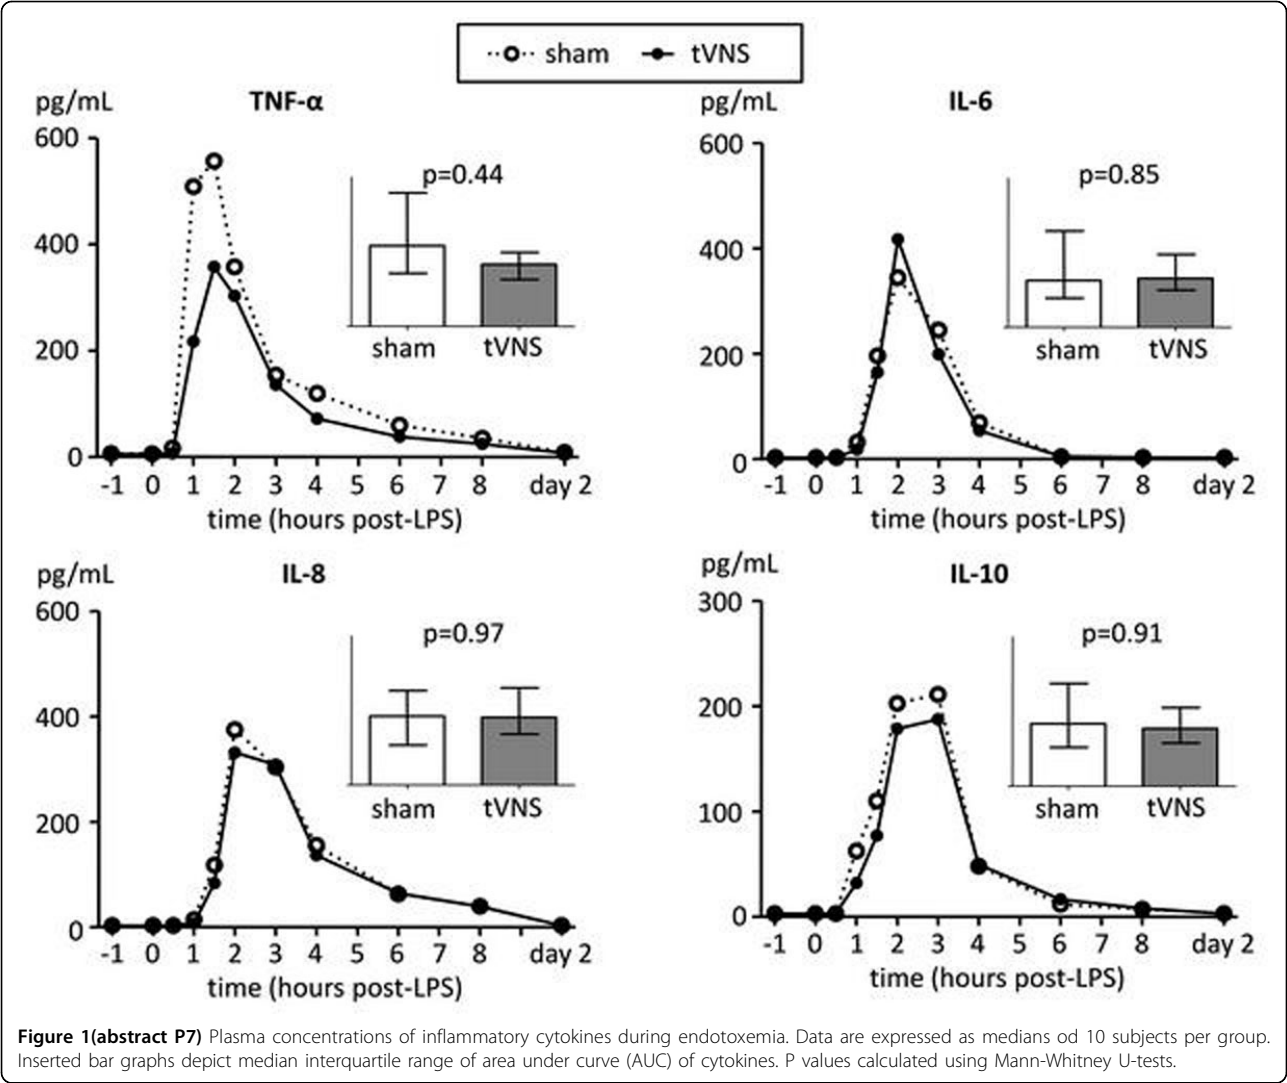 sham tVNS
pg/mL TNF-α
600
400
200
0
p=0.44
sham tVNS
-1 0 1 2 3 4 5 6 7 8 day 2
time (hours post-LPS)
pg/mL IL-6
600
400
200
0
p=0.85
sham tVNS
-1 0 1 2 3 4 5 6 7 8 day 2
time (hours post-LPS)
pg/mL IL-8
600
400
200
0
p=0.97
sham tVNS
-1 0 1 2 3 4 5 6 7 8 day 2
time (hours post-LPS)
pg/mL IL-10
300
200
100
0
p=0.91
sham tVNS
-1 0 1 2 3 4 5 6 7 8 day 2
time (hours post-LPS)
Figure 1(abstract P7) Plasma concentrations of inflammatory cytokines during endotoxemia. Data are expressed as medians od 10 subjects per group.
Inserted bar graphs depict median interquartile range of area under curve (AUC) of cytokines. P values calculated using Mann-Whitney U-tests.